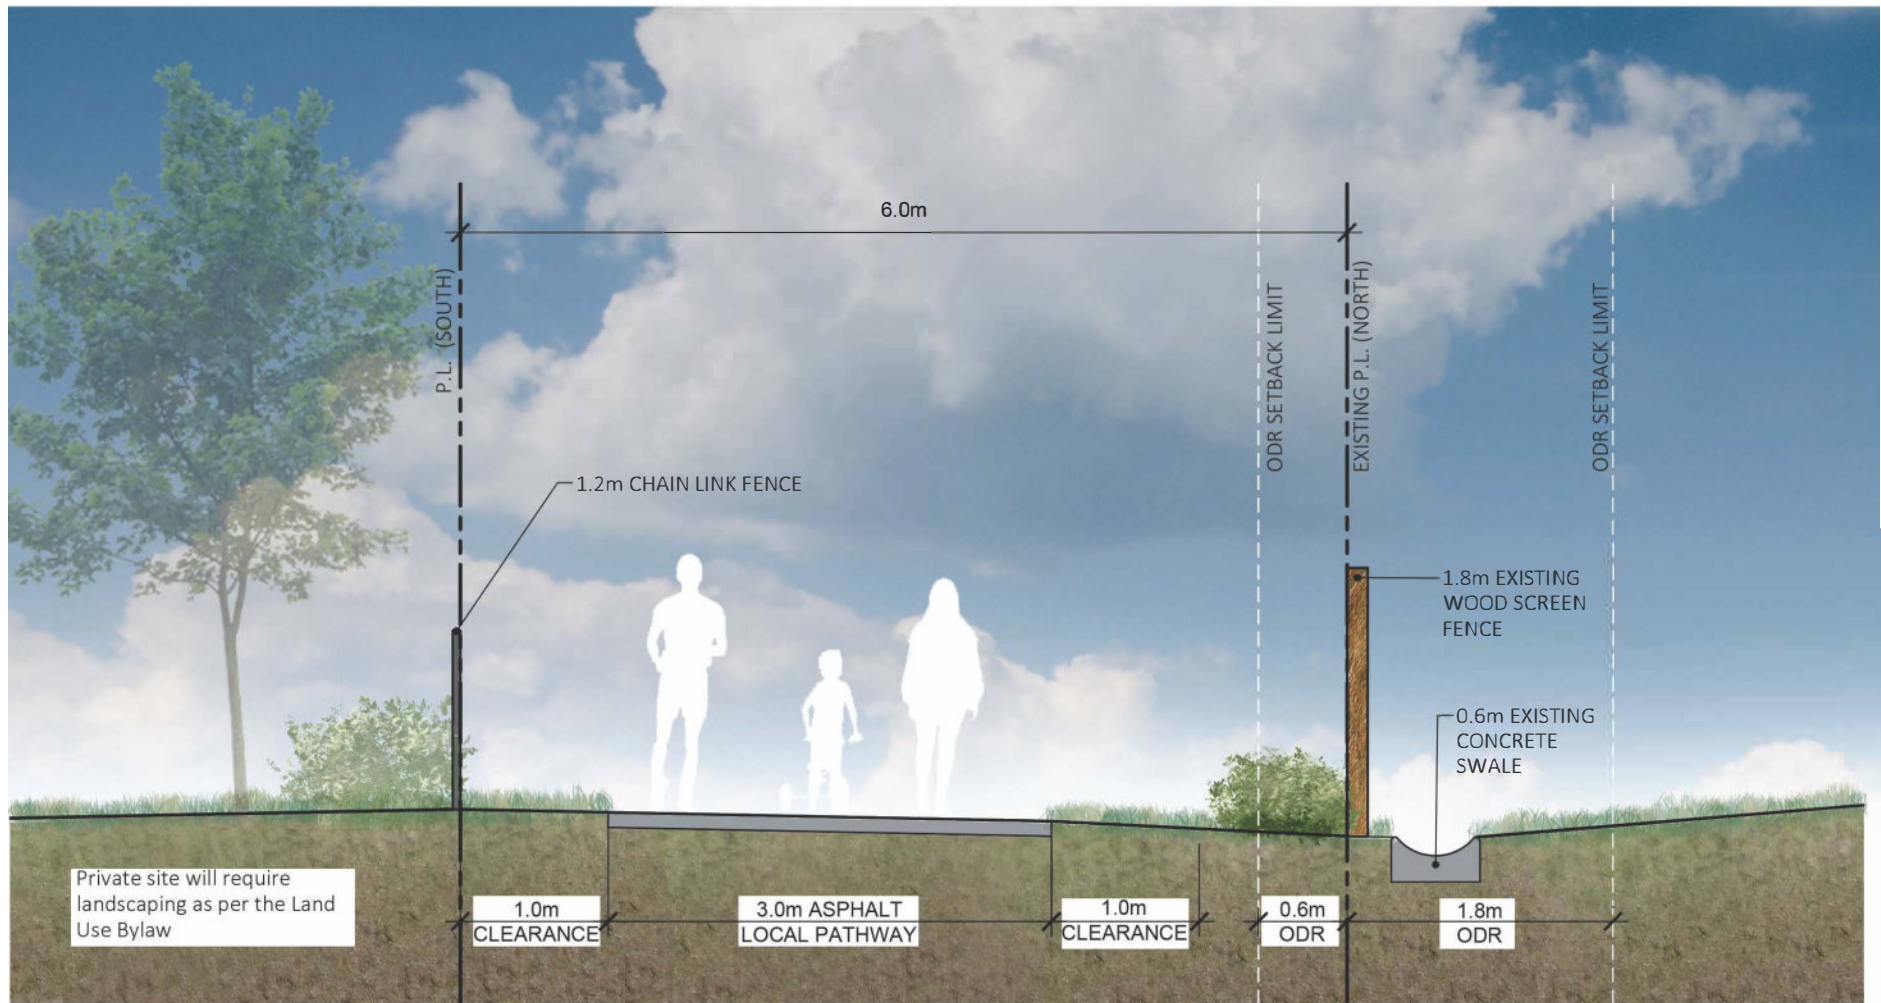 6.0m
P.L. (SOUTH)
ODR SETBACK LIMIT
EXISTING P.L. (NORTH)
ODR SETBACK LIMIT
1.2m CHAIN LINK FENCE
1.8m EXISTING
WOOD SCREEN
FENCE
0.6m EXISTING
CONCRETE
SWALE
Private site will require
landscaping as per the Land
Use Bylaw
1.0m
CLEARANCE
3.0m ASPHALT
LOCAL PATHWAY
1.0m
CLEARANCE
0.6m
ODR
1.8m
ODR